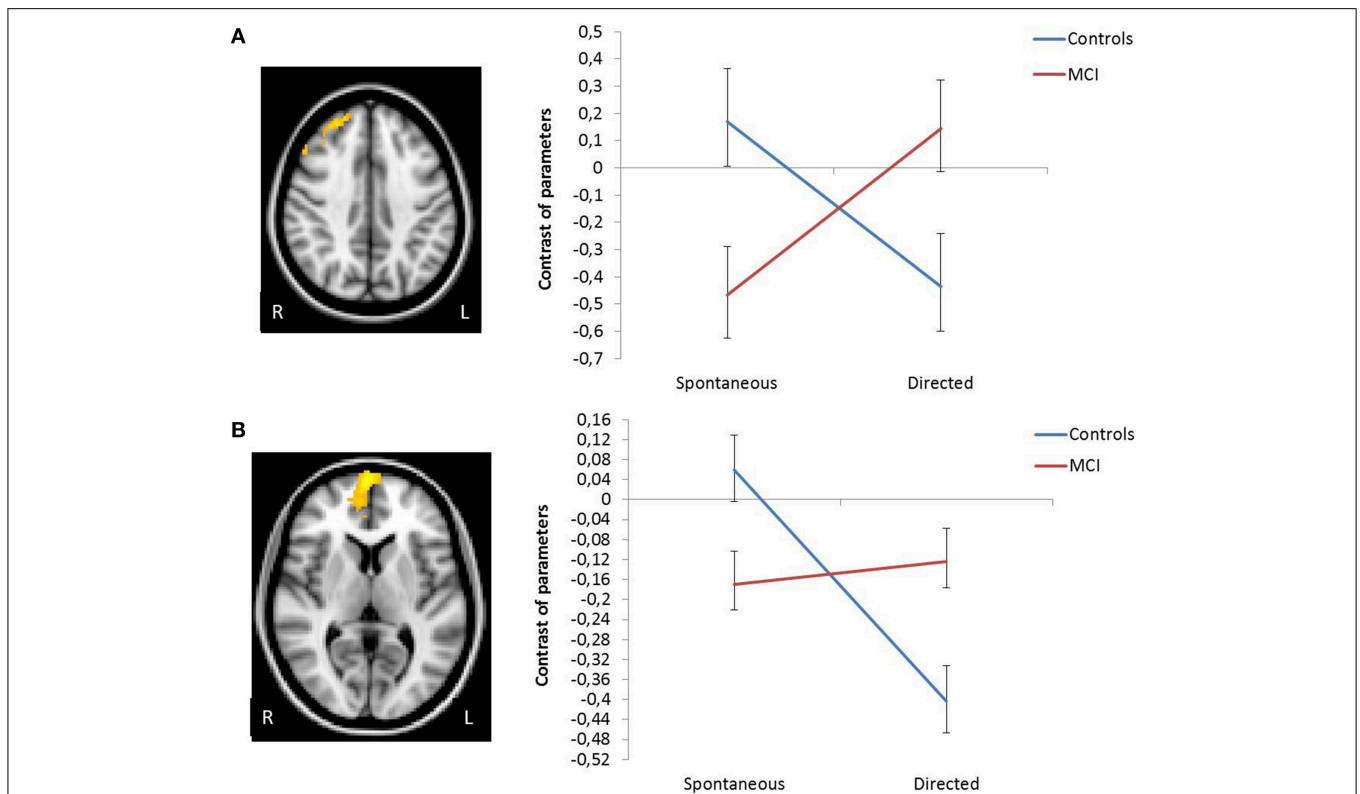 A
R L
Contrast of parameters
0,5
0,4
0,3
0,2
0,1
0
-0,1
-0,2
-0,3
-0,4
-0,5
-0,6
-0,7
Spontaneous Directed
Controls
MCI
B
R L
Contrast of parameters
0,16
0,12
0,08
0,04
0
-0,04
-0,08
-0,12
-0,16
-0,2
-0,24
-0,28
-0,32
-0,36
-0,4
-0,44
-0,48
-0,52
Spontaneous Directed
Controls
MCI